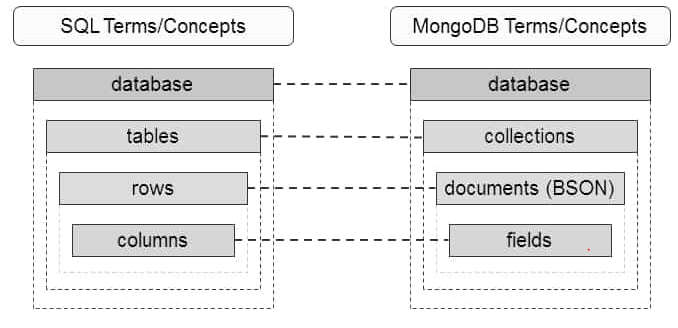 SQL Terms/Concepts
MongoDB Terms/Concepts
database
database
tables
collections
rows
documents (BSON)
columns
fields